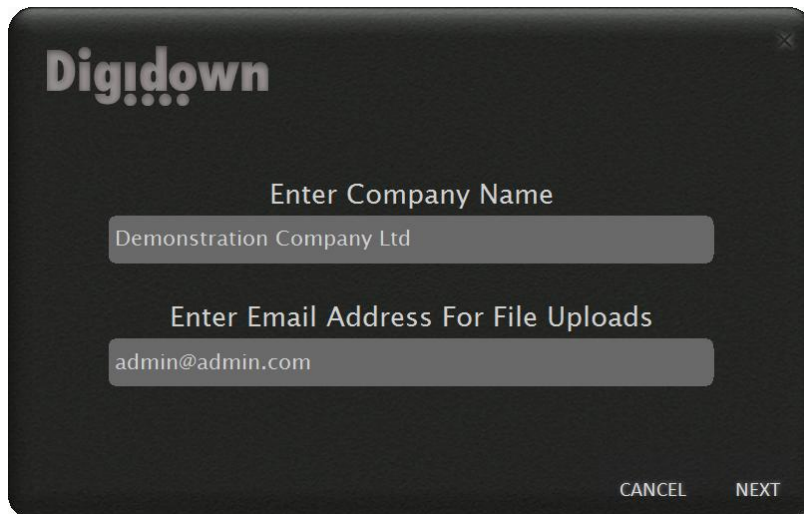 Digidown
Enter Company Name
Demonstration Company Ltd
Enter Email Address For File Uploads
admin@admin.com
CANCEL NEXT